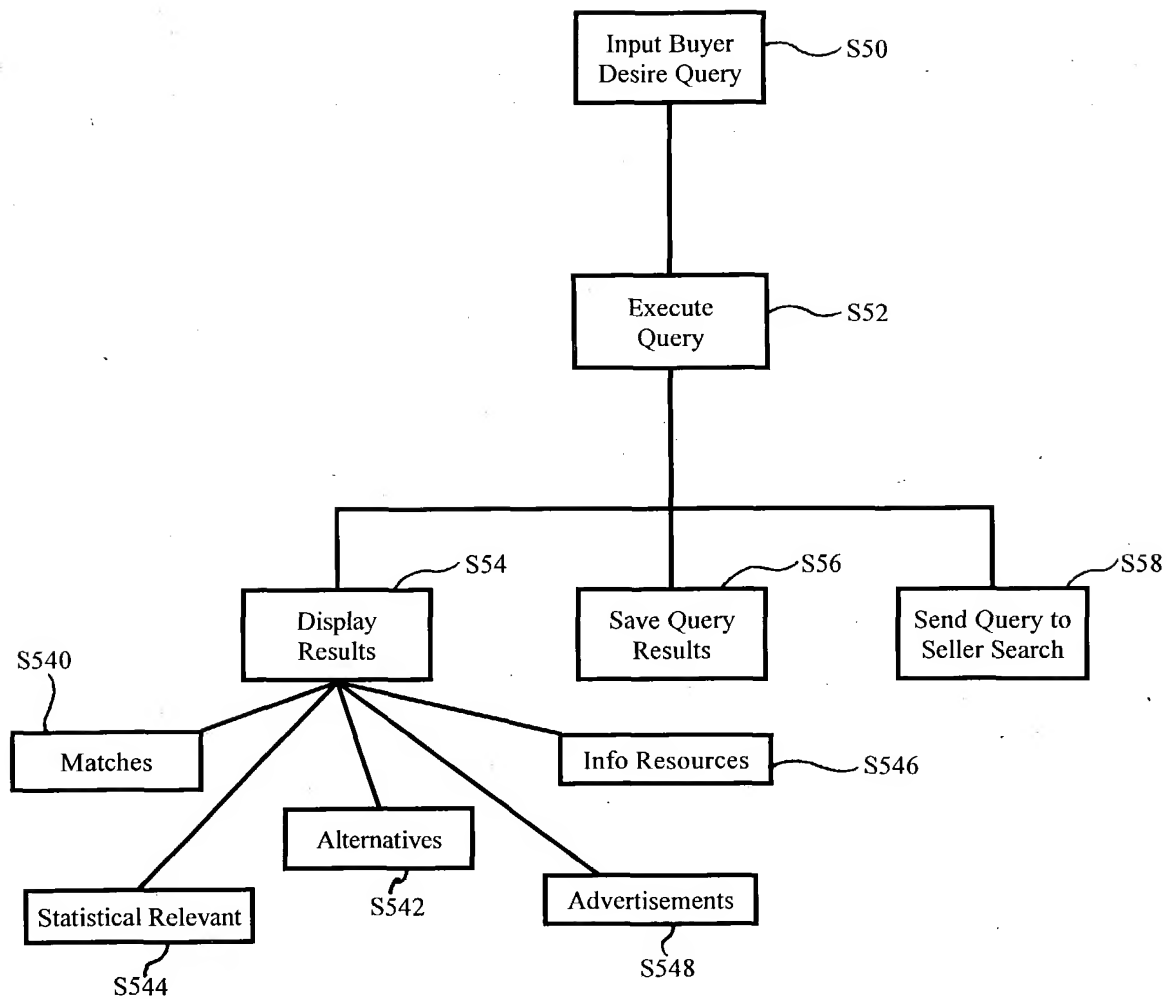 Input Buyer
Desire Query
S50
Execute
Query
S52
S54
S56
S58
Display
Results
Save Query
Results
Send Query to
Seller Search
S540
Matches
Info Resources
S546
Alternatives
S542
Statistical Relevant
S544
Advertisements
S548